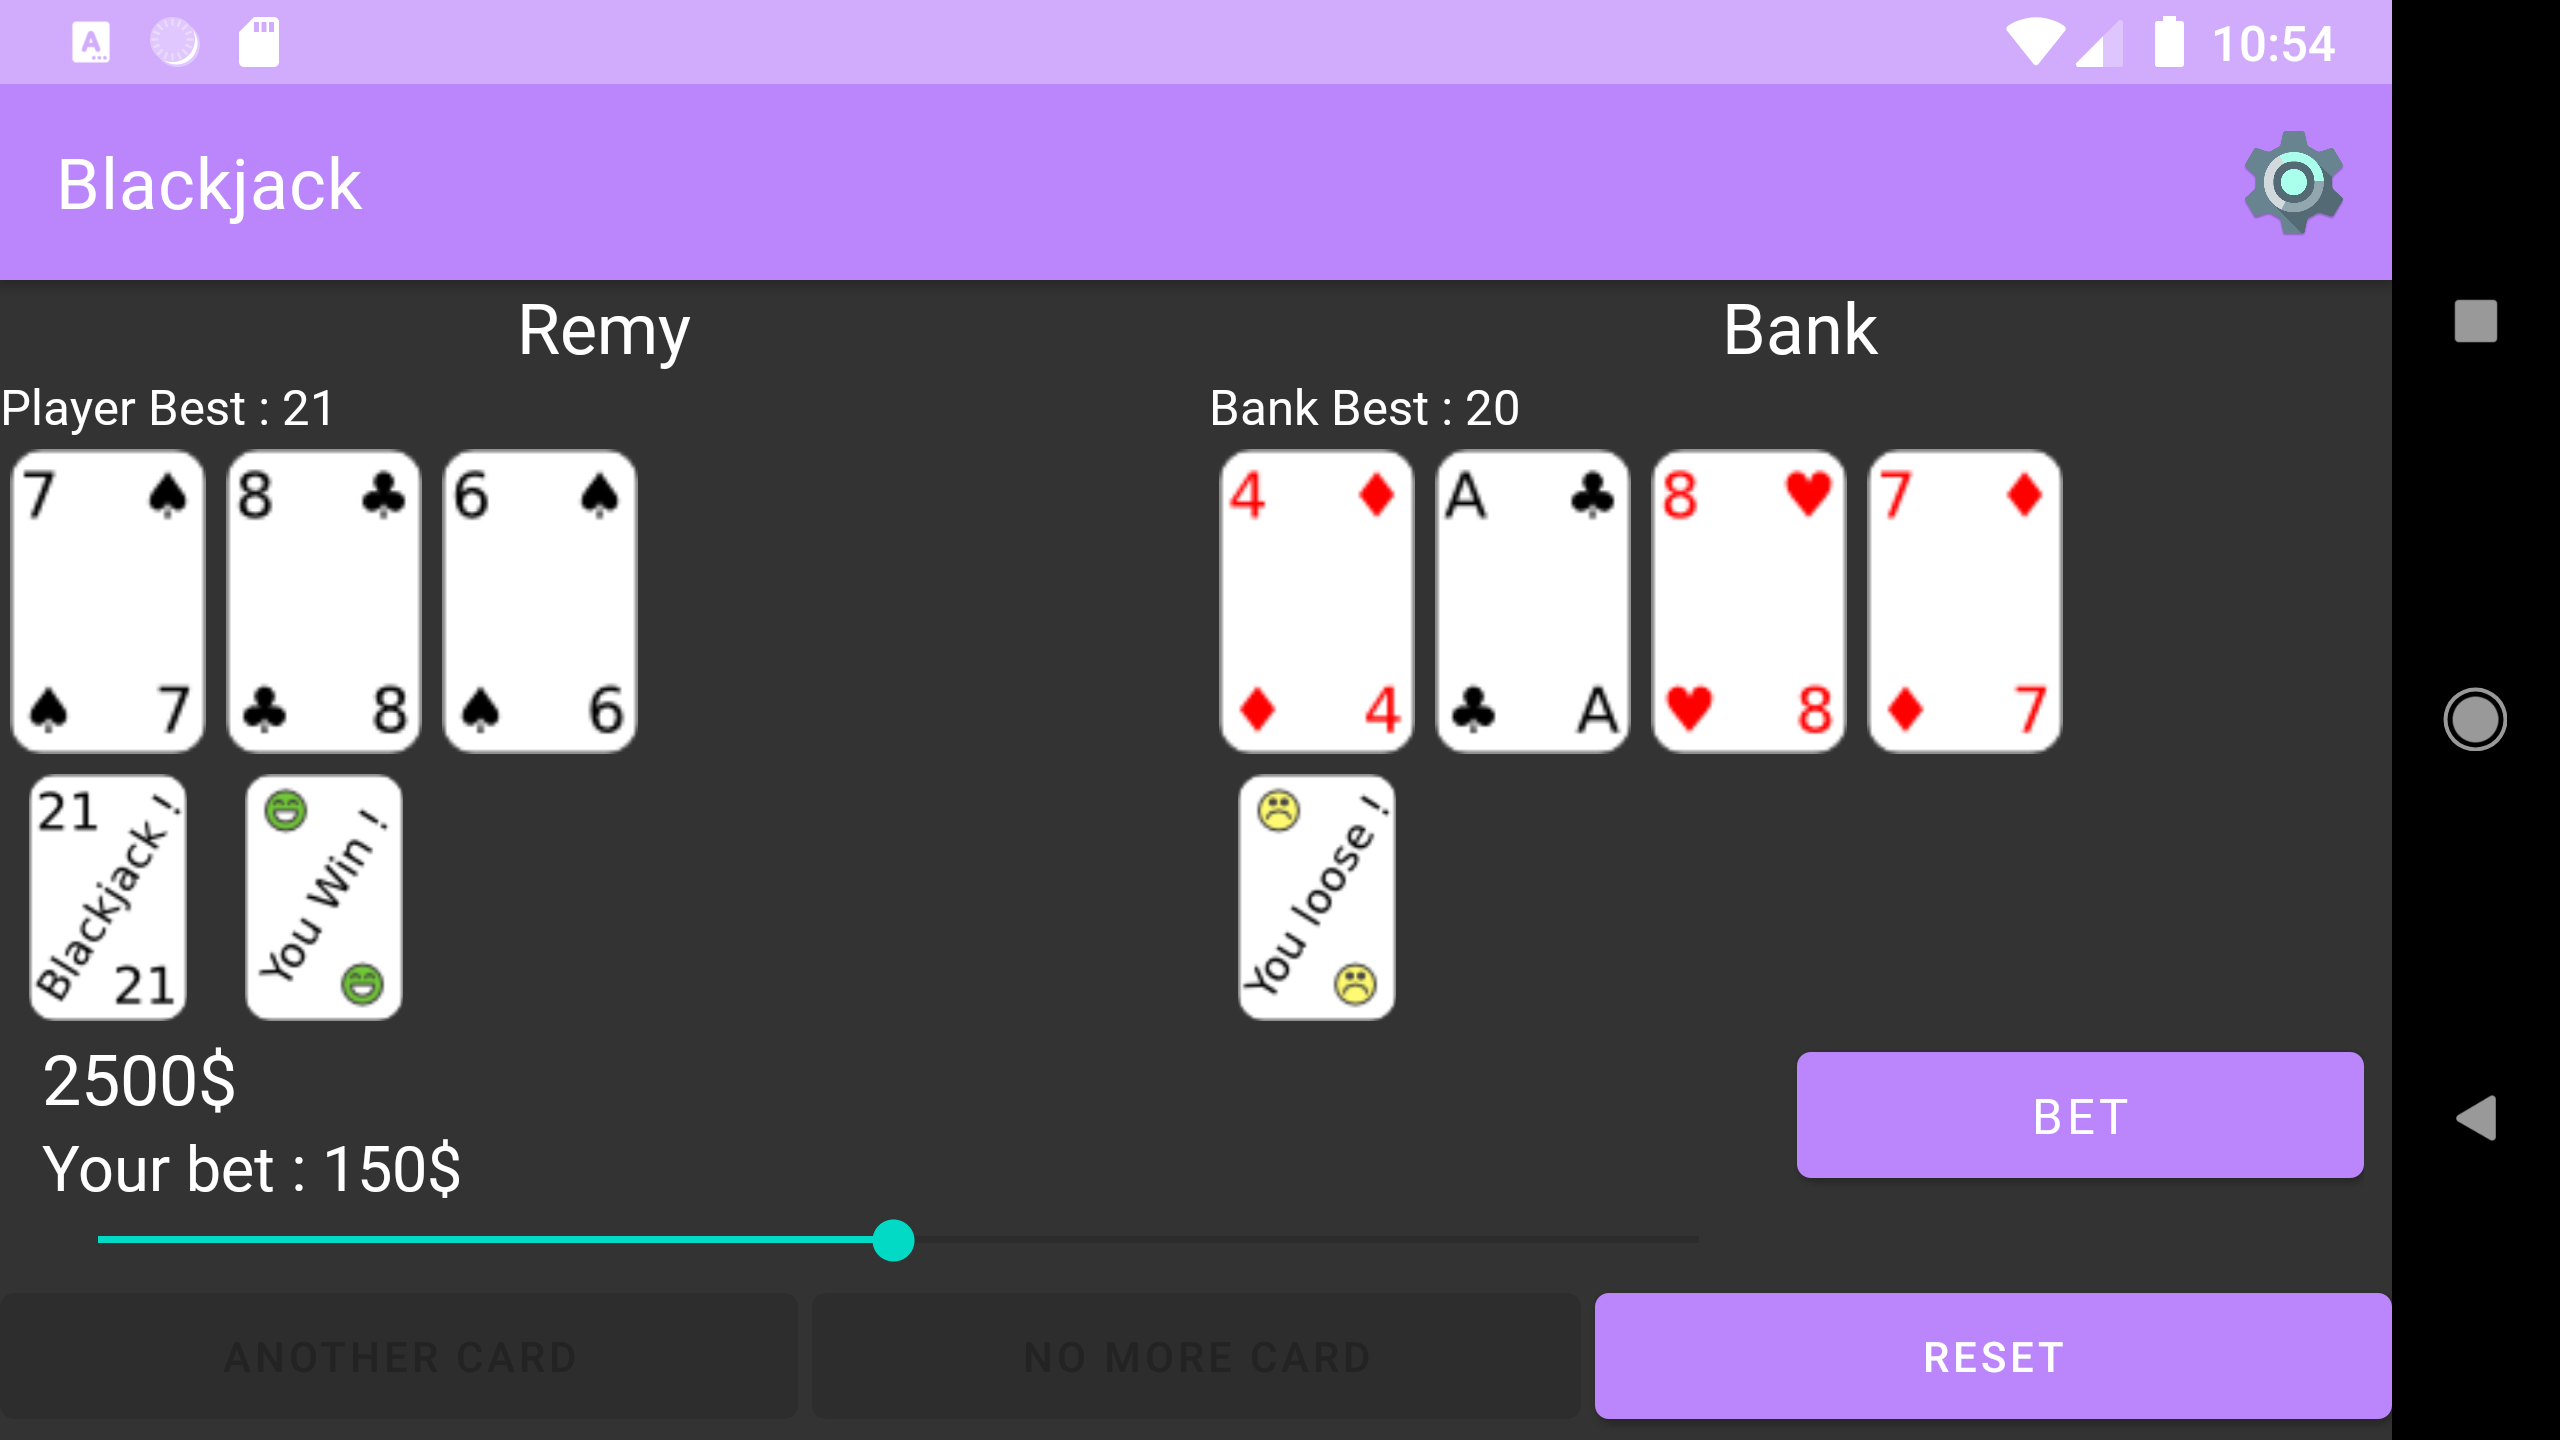 10:54
Blackjack
Remy
Bank
Player Best : 21
Bank Best : 20
7 8 6
4 A 8 7
7 8 6
4 A 8 7
21
Blackjack !
21
You Win !
You loose !
2500$
BET
Your bet : 150$
ANOTHER CARD
NO MORE CARD
RESET